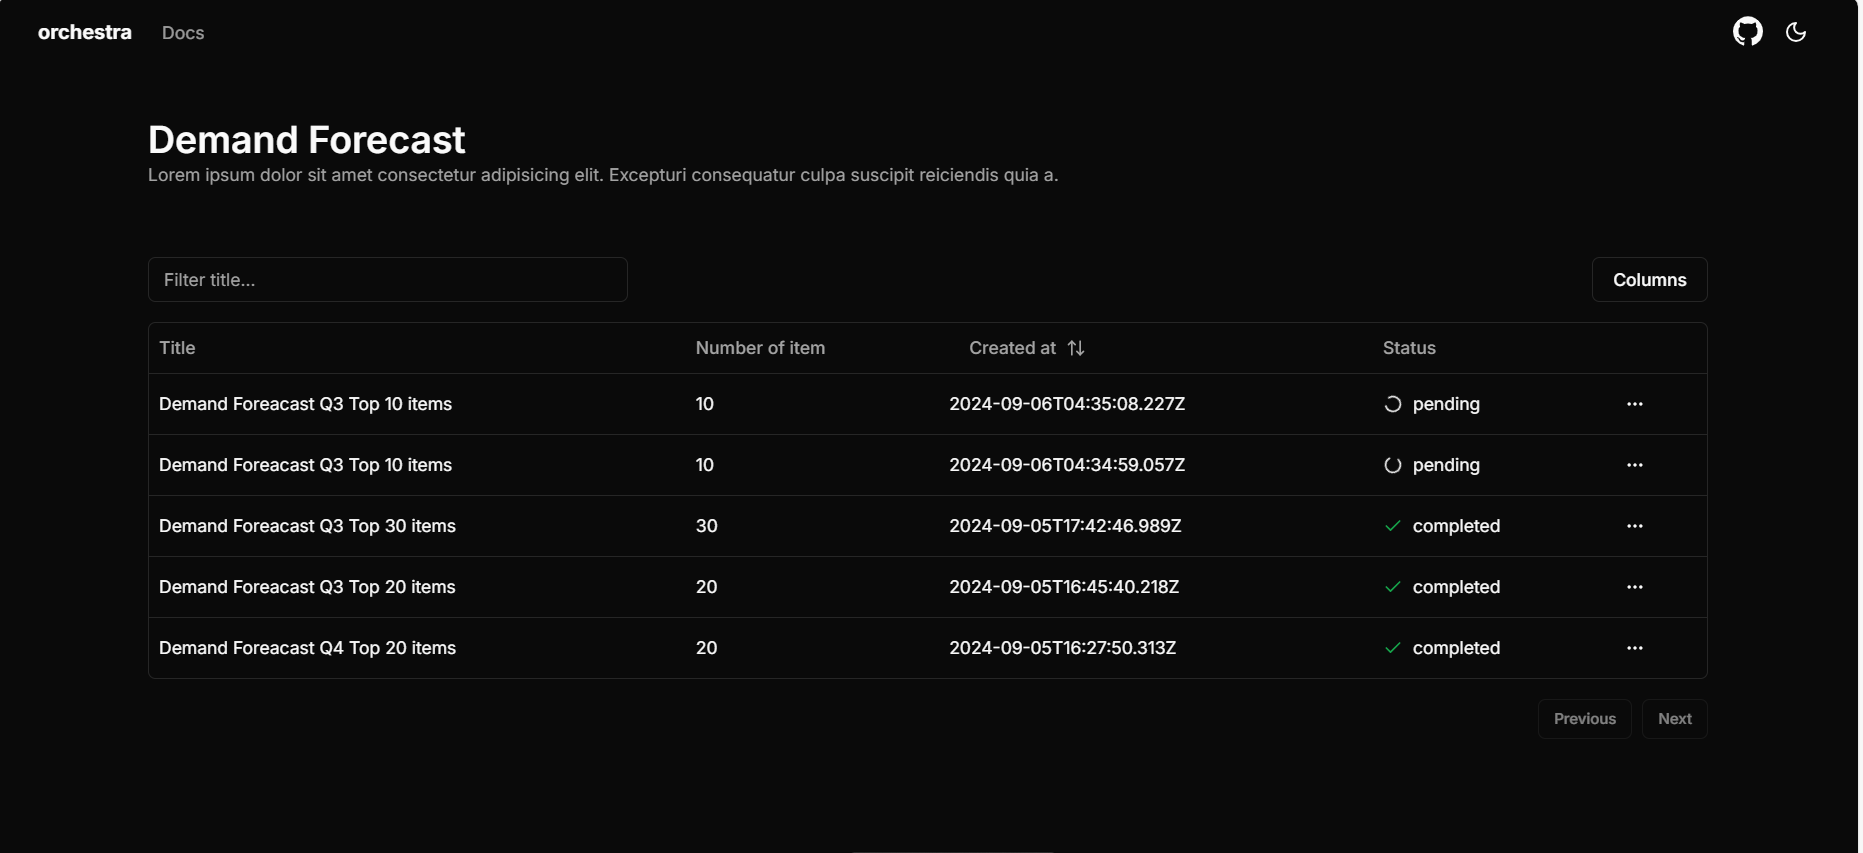 orchestra Docs
Demand Forecast
Lorem ipsum dolor sit amet consectetur adipisicing elit. Excepturi consequatur culpa suscipit reiciendis quia a.
Filter title...
Columns
Title Number of item Created at Status
Demand Foreacast Q3 Top 10 items 10 2024-09-06T04:35:08.227Z pending
Demand Foreacast Q3 Top 10 items 10 2024-09-06T04:34:59.057Z pending
Demand Foreacast Q3 Top 30 items 30 2024-09-05T17:42:46.989Z completed
Demand Foreacast Q3 Top 20 items 20 2024-09-05T16:45:40.218Z completed
Demand Foreacast Q4 Top 20 items 20 2024-09-05T16:27:50.313Z completed
Previous Next